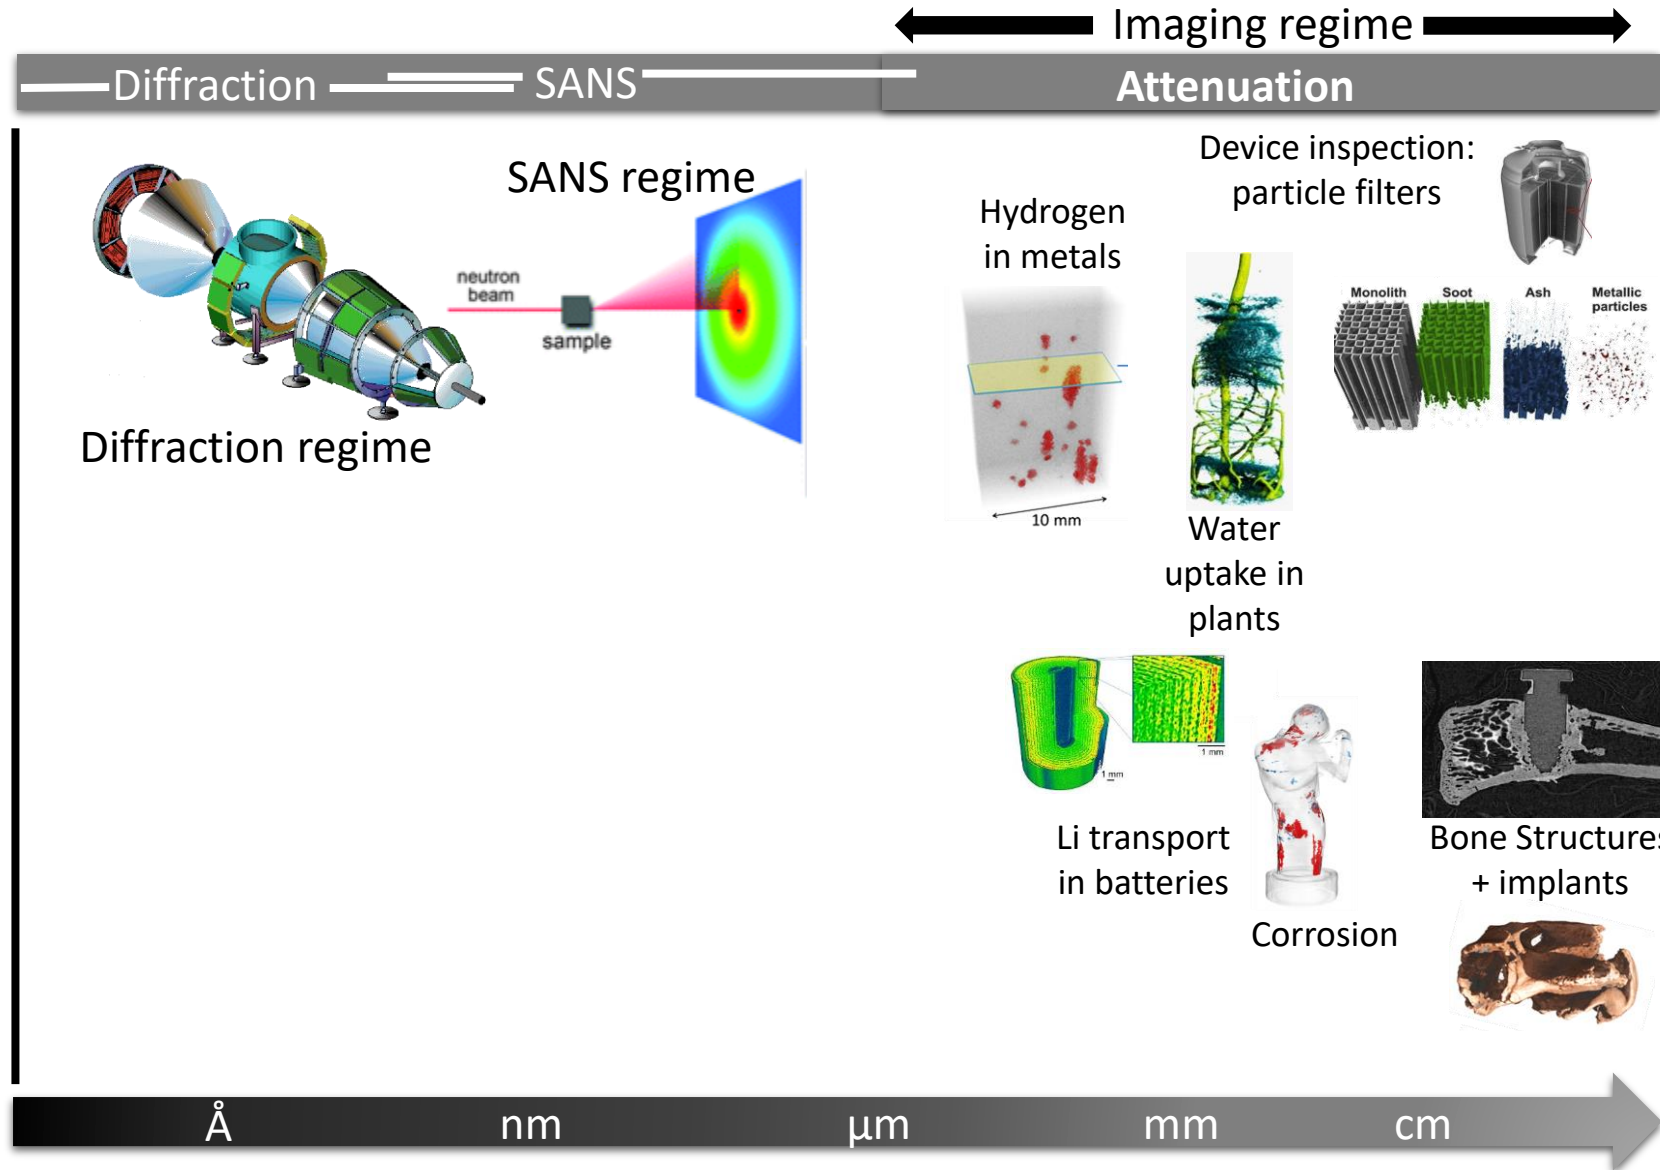 Imaging regime
Diffraction
SANS
Attenuation
Diffraction regime
SANS regime
neutron
beam
sample
Hydrogen
in metals
10 mm
Water
uptake in
plants
Device inspection:
particle filters
Monolith
Soot
Ash
Metallic
particles
1 mm
1 mm
Li transport
in batteries
Corrosion
Bone Structures
+ implants
Å
nm
µm
mm
cm